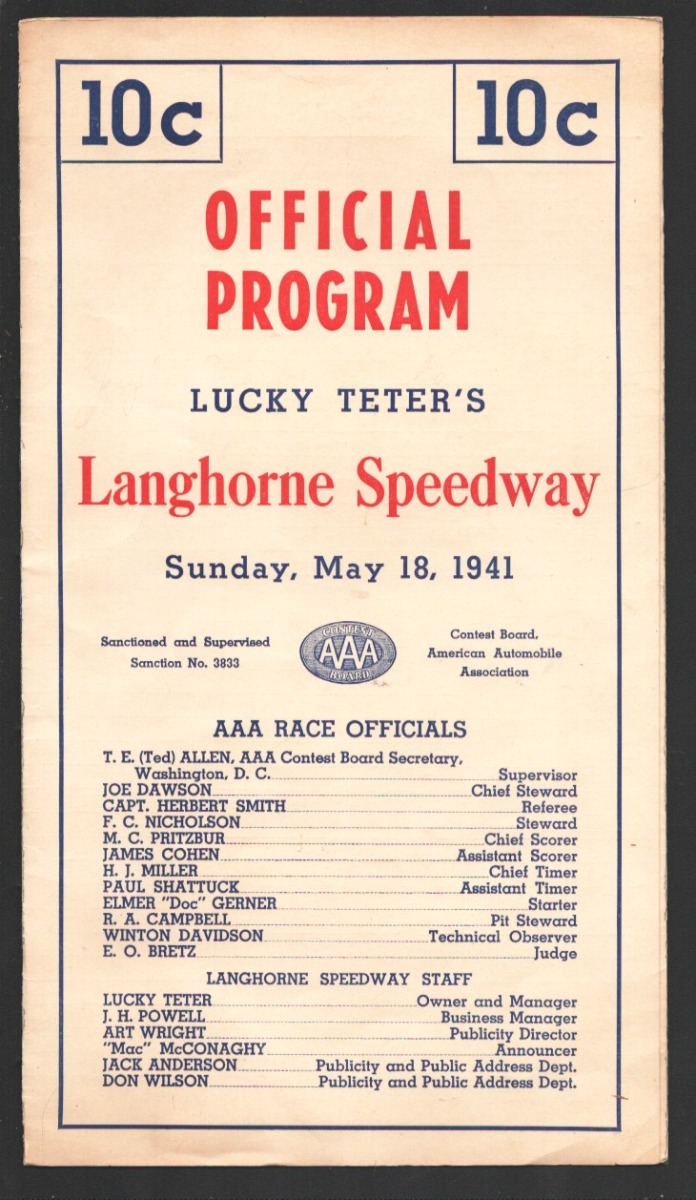 10c 10c
OFFICIAL
PROGRAM
LUCKY TETER'S
Langhorne Speedway
Sunday, May 18, 1941
Sanctioned and Supervised
Sanction No. 3833
CONTEST
AAA
BOARD
Contest Board,
American Automobile
Association
AAA RACE OFFICIALS
T. E. (Ted) ALLEN, AAA Contest Board Secretary,
Washington, D. C. Supervisor
JOE DAWSON Chief Steward
CAPT. HERBERT SMITH Referee
F. C. NICHOLSON Steward
M. C. PRITZBUR Chief Scorer
JAMES COHEN Assistant Scorer
H. J. MILLER Chief Timer
PAUL SHATTUCK Assistant Timer
ELMER "Doc" GERNER Starter
R. A. CAMPBELL Pit Steward
WINTON DAVIDSON Technical Observer
E. O. BRETZ Judge
LANGHORNE SPEEDWAY STAFF
LUCKY TETER Owner and Manager
J. H. POWELL Business Manager
ART WRIGHT Publicity Director
"Mac" McCONAGHY Announcer
JACK ANDERSON Publicity and Public Address Dept.
DON WILSON Publicity and Public Address Dept.